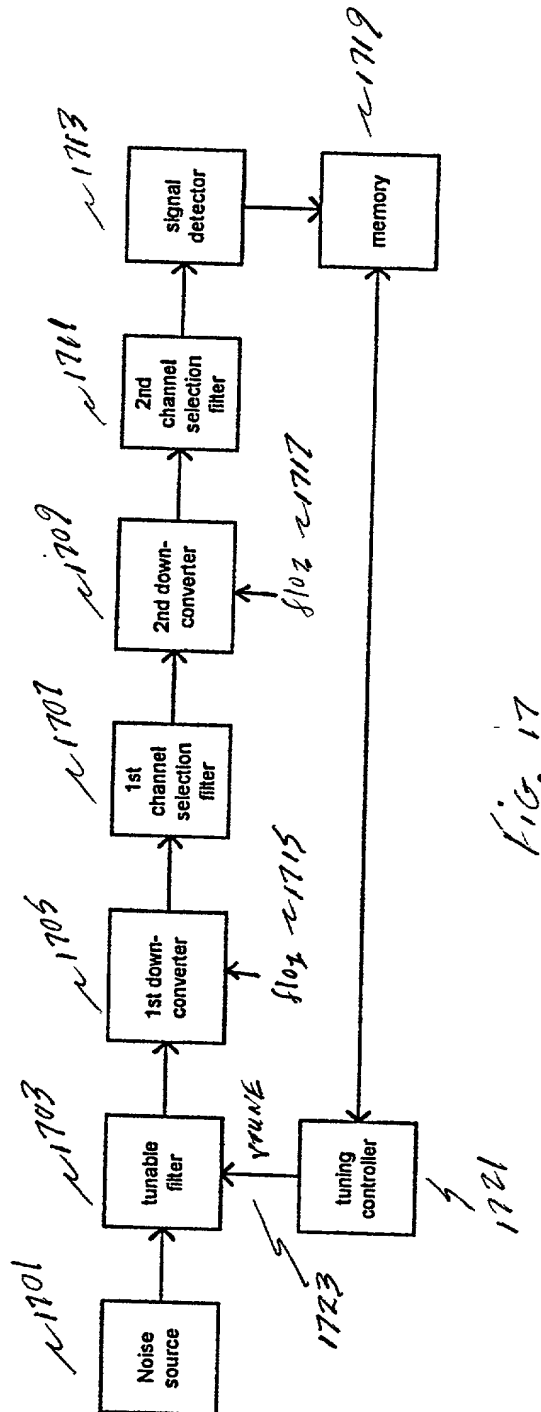 ~1701
Noise
source
~1703
tunable
filter
~1705
1st down-
converter
~1707
1st
channel
selection
filter
~1709
2nd down-
converter
~1711
2nd
channel
selection
filter
~1713
signal
detector
~1719
memory
flo1 ~1715
flo2 ~1717
VTUNE
1723
tuning
controller
1721
FIG. 17